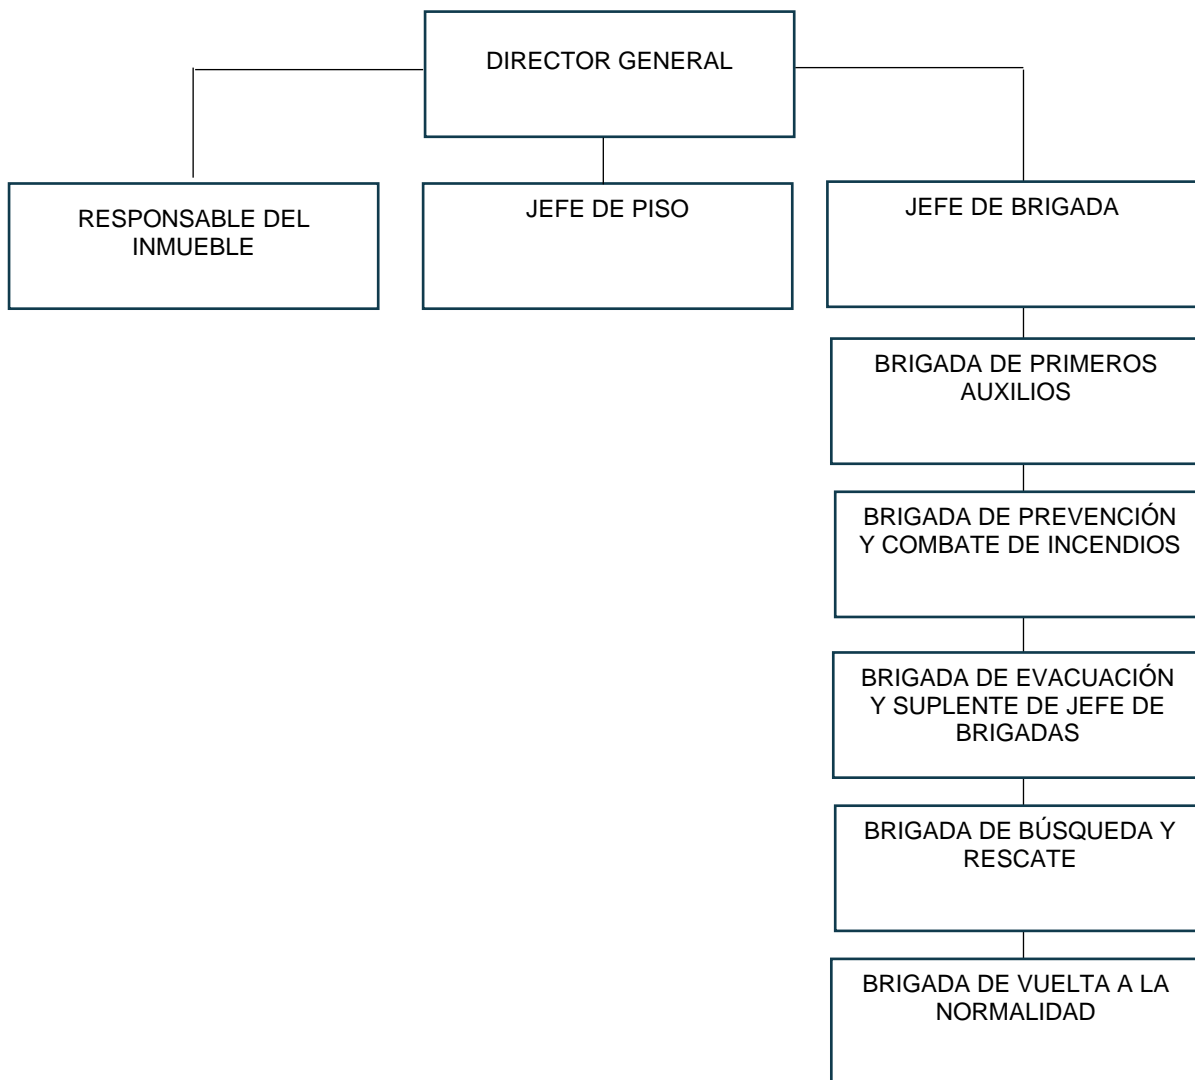 DIRECTOR GENERAL
RESPONSABLE DEL
INMUEBLE
JEFE DE PISO
JEFE DE BRIGADA
BRIGADA DE PRIMEROS
AUXILIOS
BRIGADA DE PREVENCIÓN
Y COMBATE DE INCENDIOS
BRIGADA DE EVACUACIÓN
Y SUPLENTE DE JEFE DE
BRIGADAS
BRIGADA DE BÚSQUEDA Y
RESCATE
BRIGADA DE VUELTA A LA
NORMALIDAD